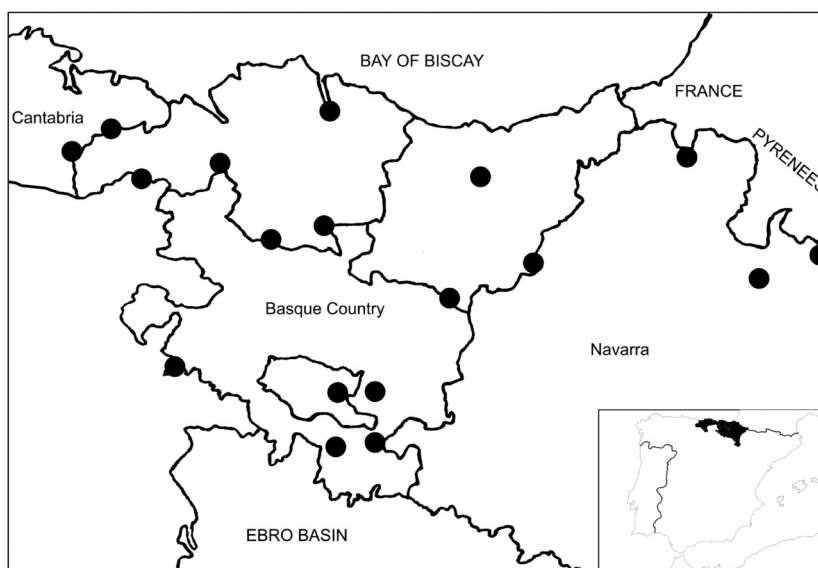 BAY OF BISCAY
FRANCE
Cantabria
PYRENEES
Basque Country
Navarra
EBRO BASIN